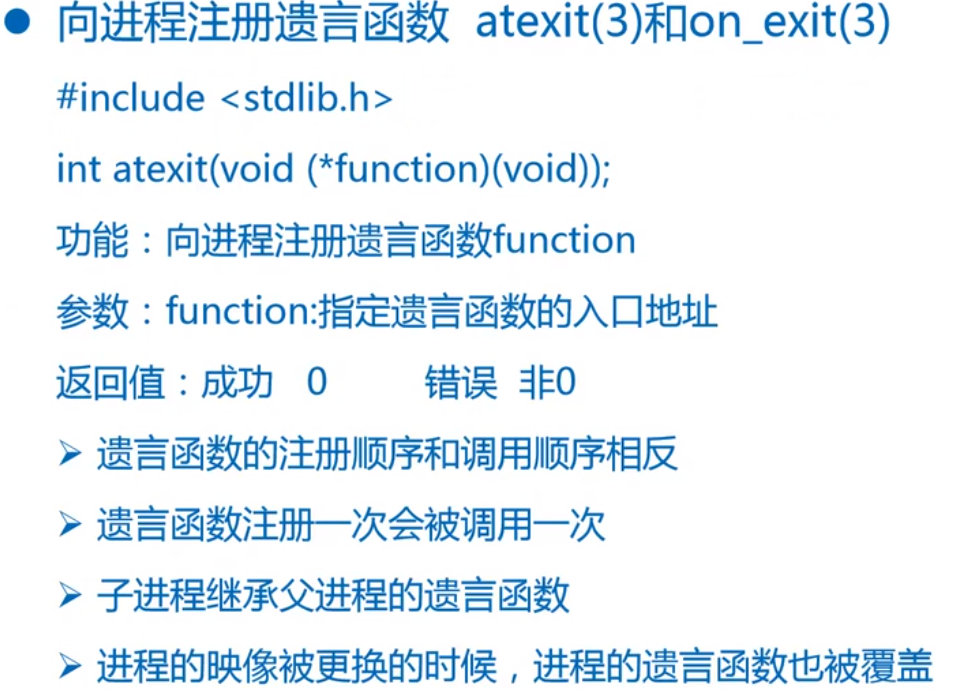 ● 向进程注册遗言函数 atexit(3)和on_exit(3)
#include <stdlib.h>
int atexit(void (*function)(void));
功能：向进程注册遗言函数function
参数：function:指定遗言函数的入口地址
返回值：成功 0 错误 非0
➢ 遗言函数的注册顺序和调用顺序相反
➢ 遗言函数注册一次会被调用一次
➢ 子进程继承父进程的遗言函数
➢ 进程的映像被更换的时候，进程的遗言函数也被覆盖